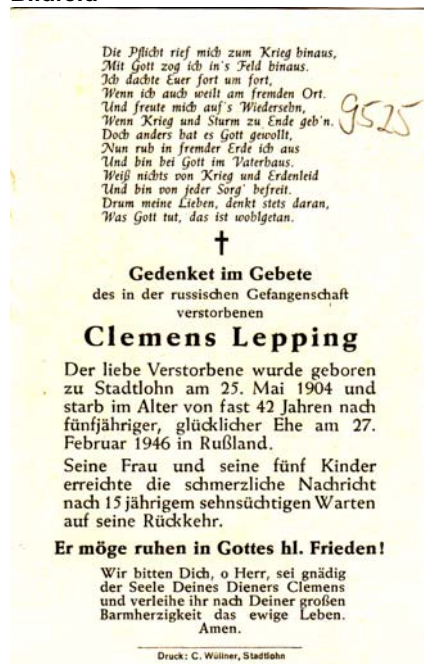 Die Pflicht rief mich zum Krieg hinaus,
Mit Gott zog ich in's Feld hinaus.
Ich dachte Euer fort um fort,
Wenn ich auch weilt am fremden Ort.
Und freute mich auf's Wiedersehn,
Wenn Krieg und Sturm zu Ende geh'n.
9525
Doch anders hat es Gott gewollt,
Nun ruh in fremder Erde ich aus
Und bin bei Gott im Vaterhaus.
Weiß nichts von Krieg und Erdenleid
Und bin von jeder Sorg' befreit.
Drum meine Lieben, denkt stets daran,
Was Gott tut, das ist wohlgetan.
Gedenket im Gebete
des in der russischen Gefangenschaft
verstorbenen
Clemens Lepping
Der liebe Verstorbene wurde geboren
zu Stadtlohn am 25. Mai 1904 und
starb im Alter von fast 42 Jahren nach
fünfjähriger, glücklicher Ehe am 27.
Februar 1946 in Rußland.
Seine Frau und seine fünf Kinder
erreichte die schmerzliche Nachricht
nach 15 jährigem sehnsüchtigen Warten
auf seine Rückkehr.
Er möge ruhen in Gottes hl. Frieden!
Wir bitten Dich, o Herr, sei gnädig
der Seele Deines Dieners Clemens
und verleihe ihr nach Deiner großen
Barmherzigkeit das ewige Leben.
Amen.
Druck: C. Wüllner, Stadtlohn